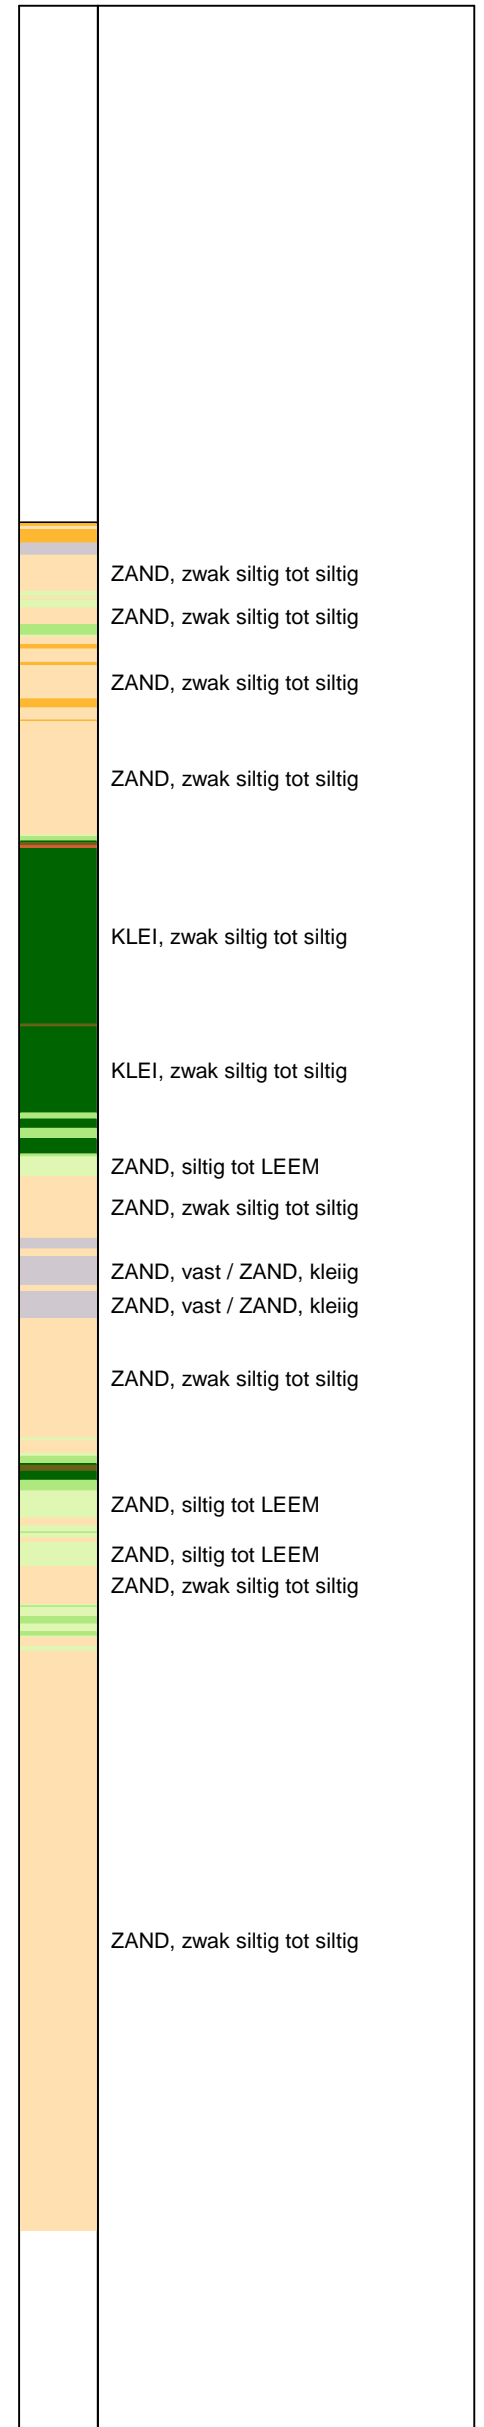 ZAND, zwak siltig tot siltig
ZAND, zwak siltig tot siltig
ZAND, zwak siltig tot siltig
ZAND, zwak siltig tot siltig
KLEI, zwak siltig tot siltig
KLEI, zwak siltig tot siltig
ZAND, siltig tot LEEM
ZAND, zwak siltig tot siltig
ZAND, vast / ZAND, kleiig
ZAND, vast / ZAND, kleiig
ZAND, zwak siltig tot siltig
ZAND, siltig tot LEEM
ZAND, siltig tot LEEM
ZAND, zwak siltig tot siltig
ZAND, zwak siltig tot siltig